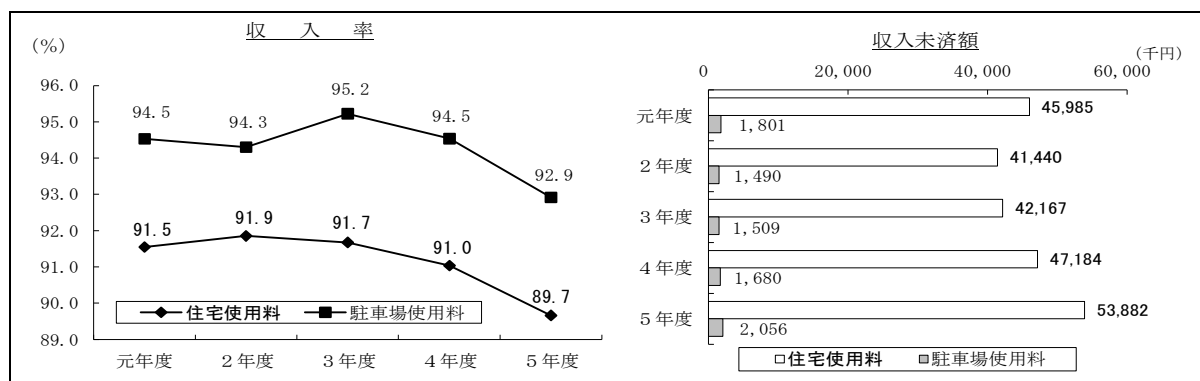 収 入 率
(%)
96.0
95.0
94.0
93.0
92.0
91.0
90.0
89.0
94.5
94.3
95.2
94.5
92.9
91.5
91.9
91.7
91.0
89.7
住宅使用料 駐車場使用料
元年度 2年度 3年度 4年度 5年度
収入未済額
(千円)
0 20,000 40,000 60,000
元年度 45,985
1,801
2年度 41,440
1,490
3年度 42,167
1,509
4年度 47,184
1,680
5年度 53,882
2,056
住宅使用料 駐車場使用料